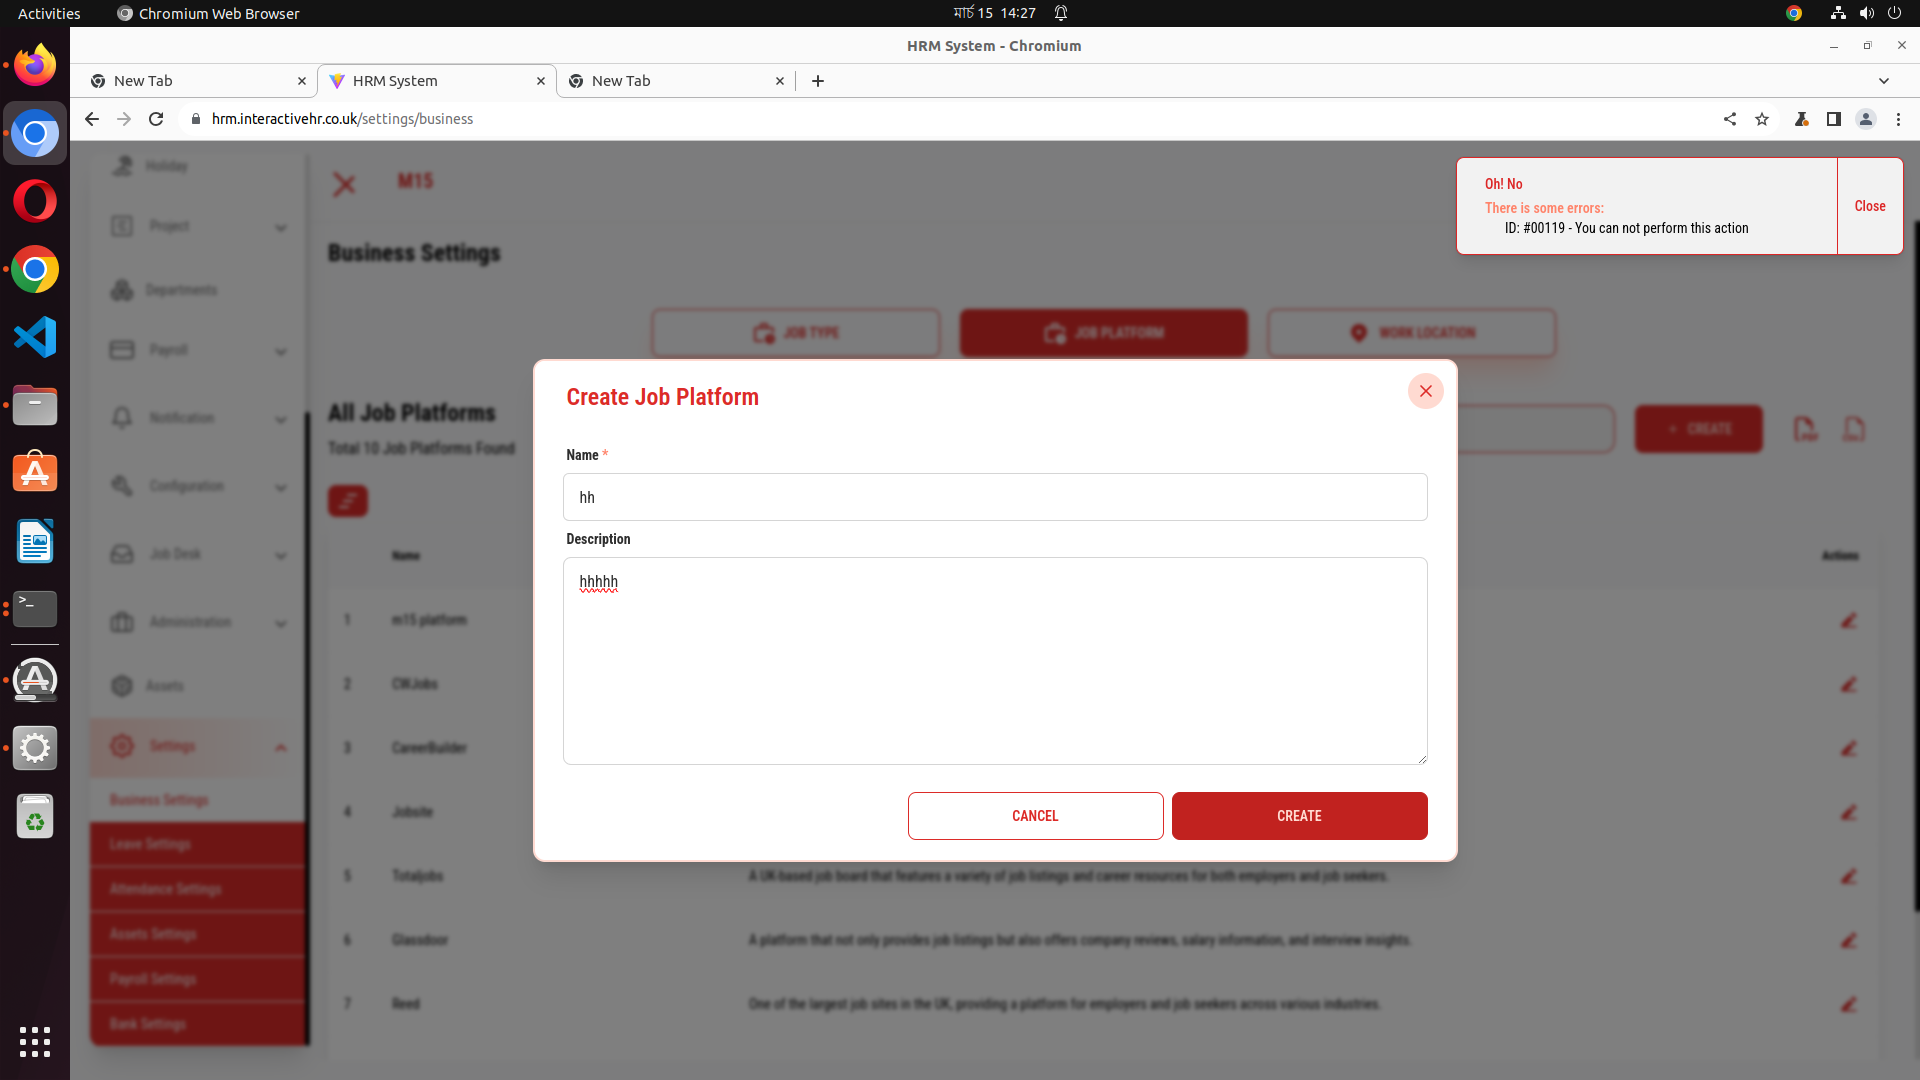 Activities
Chromium Web Browser
মার্চ 15 14:27
HRM System - Chromium
New Tab
HRM System
New Tab
hrm.interactivehr.co.uk/settings/business
Holiday
Project
Departments
Payroll
Notification
Configuration
Job Desk
Administration
Assets
Settings
Business Settings
Leave Settings
Attendance Settings
Assets Settings
Payroll Settings
Bank Settings
M15
Business Settings
JOB TYPE
JOB PLATFORM
WORK LOCATION
All Job Platforms
Total 10 Job Platforms Found
+ CREATE
Name
Actions
1 m15 platform
2 CWJobs
3 CareerBuilder
4 Jobsite
5 Totaljobs A UK-based job board that features a variety of job listings and career resources for both employers and job seekers.
6 Glassdoor A platform that not only provides job listings but also offers company reviews, salary information, and interview insights.
7 Reed One of the largest job sites in the UK, providing a platform for employers and job seekers across various industries.
Oh! No
There is some errors:
ID: #00119 - You can not perform this action
Close
Create Job Platform
Name *
hh
Description
hhhhh
CANCEL
CREATE